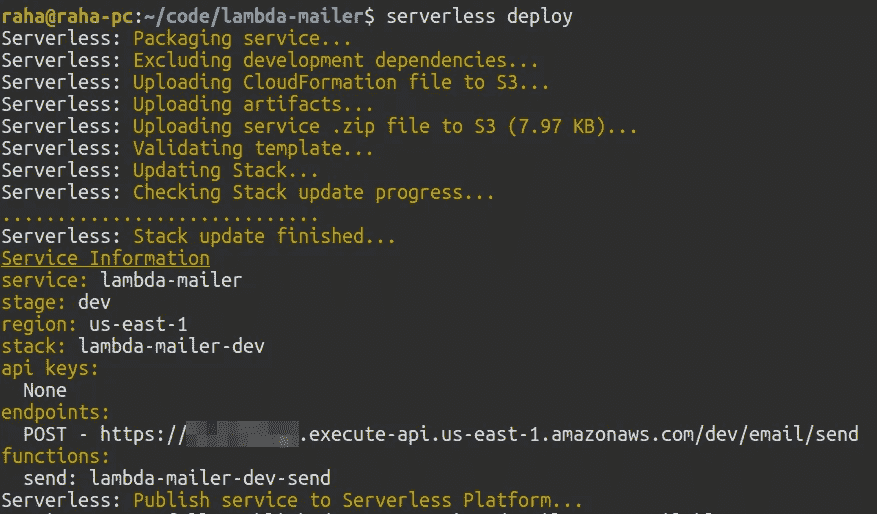 raha@raha-pc:~/code/lambda-mailer$ serverless deploy
Serverless: Packaging service...
Serverless: Excluding development dependencies...
Serverless: Uploading CloudFormation file to S3...
Serverless: Uploading artifacts...
Serverless: Uploading service .zip file to S3 (7.97 KB)...
Serverless: Validating template...
Serverless: Updating Stack...
Serverless: Checking Stack update progress...
.............................
Serverless: Stack update finished...
Service Information
service: lambda-mailer
stage: dev
region: us-east-1
stack: lambda-mailer-dev
api keys:
  None
endpoints:
  POST - https://.execute-api.us-east-1.amazonaws.com/dev/email/send
functions:
  send: lambda-mailer-dev-send
Serverless: Publish service to Serverless Platform...